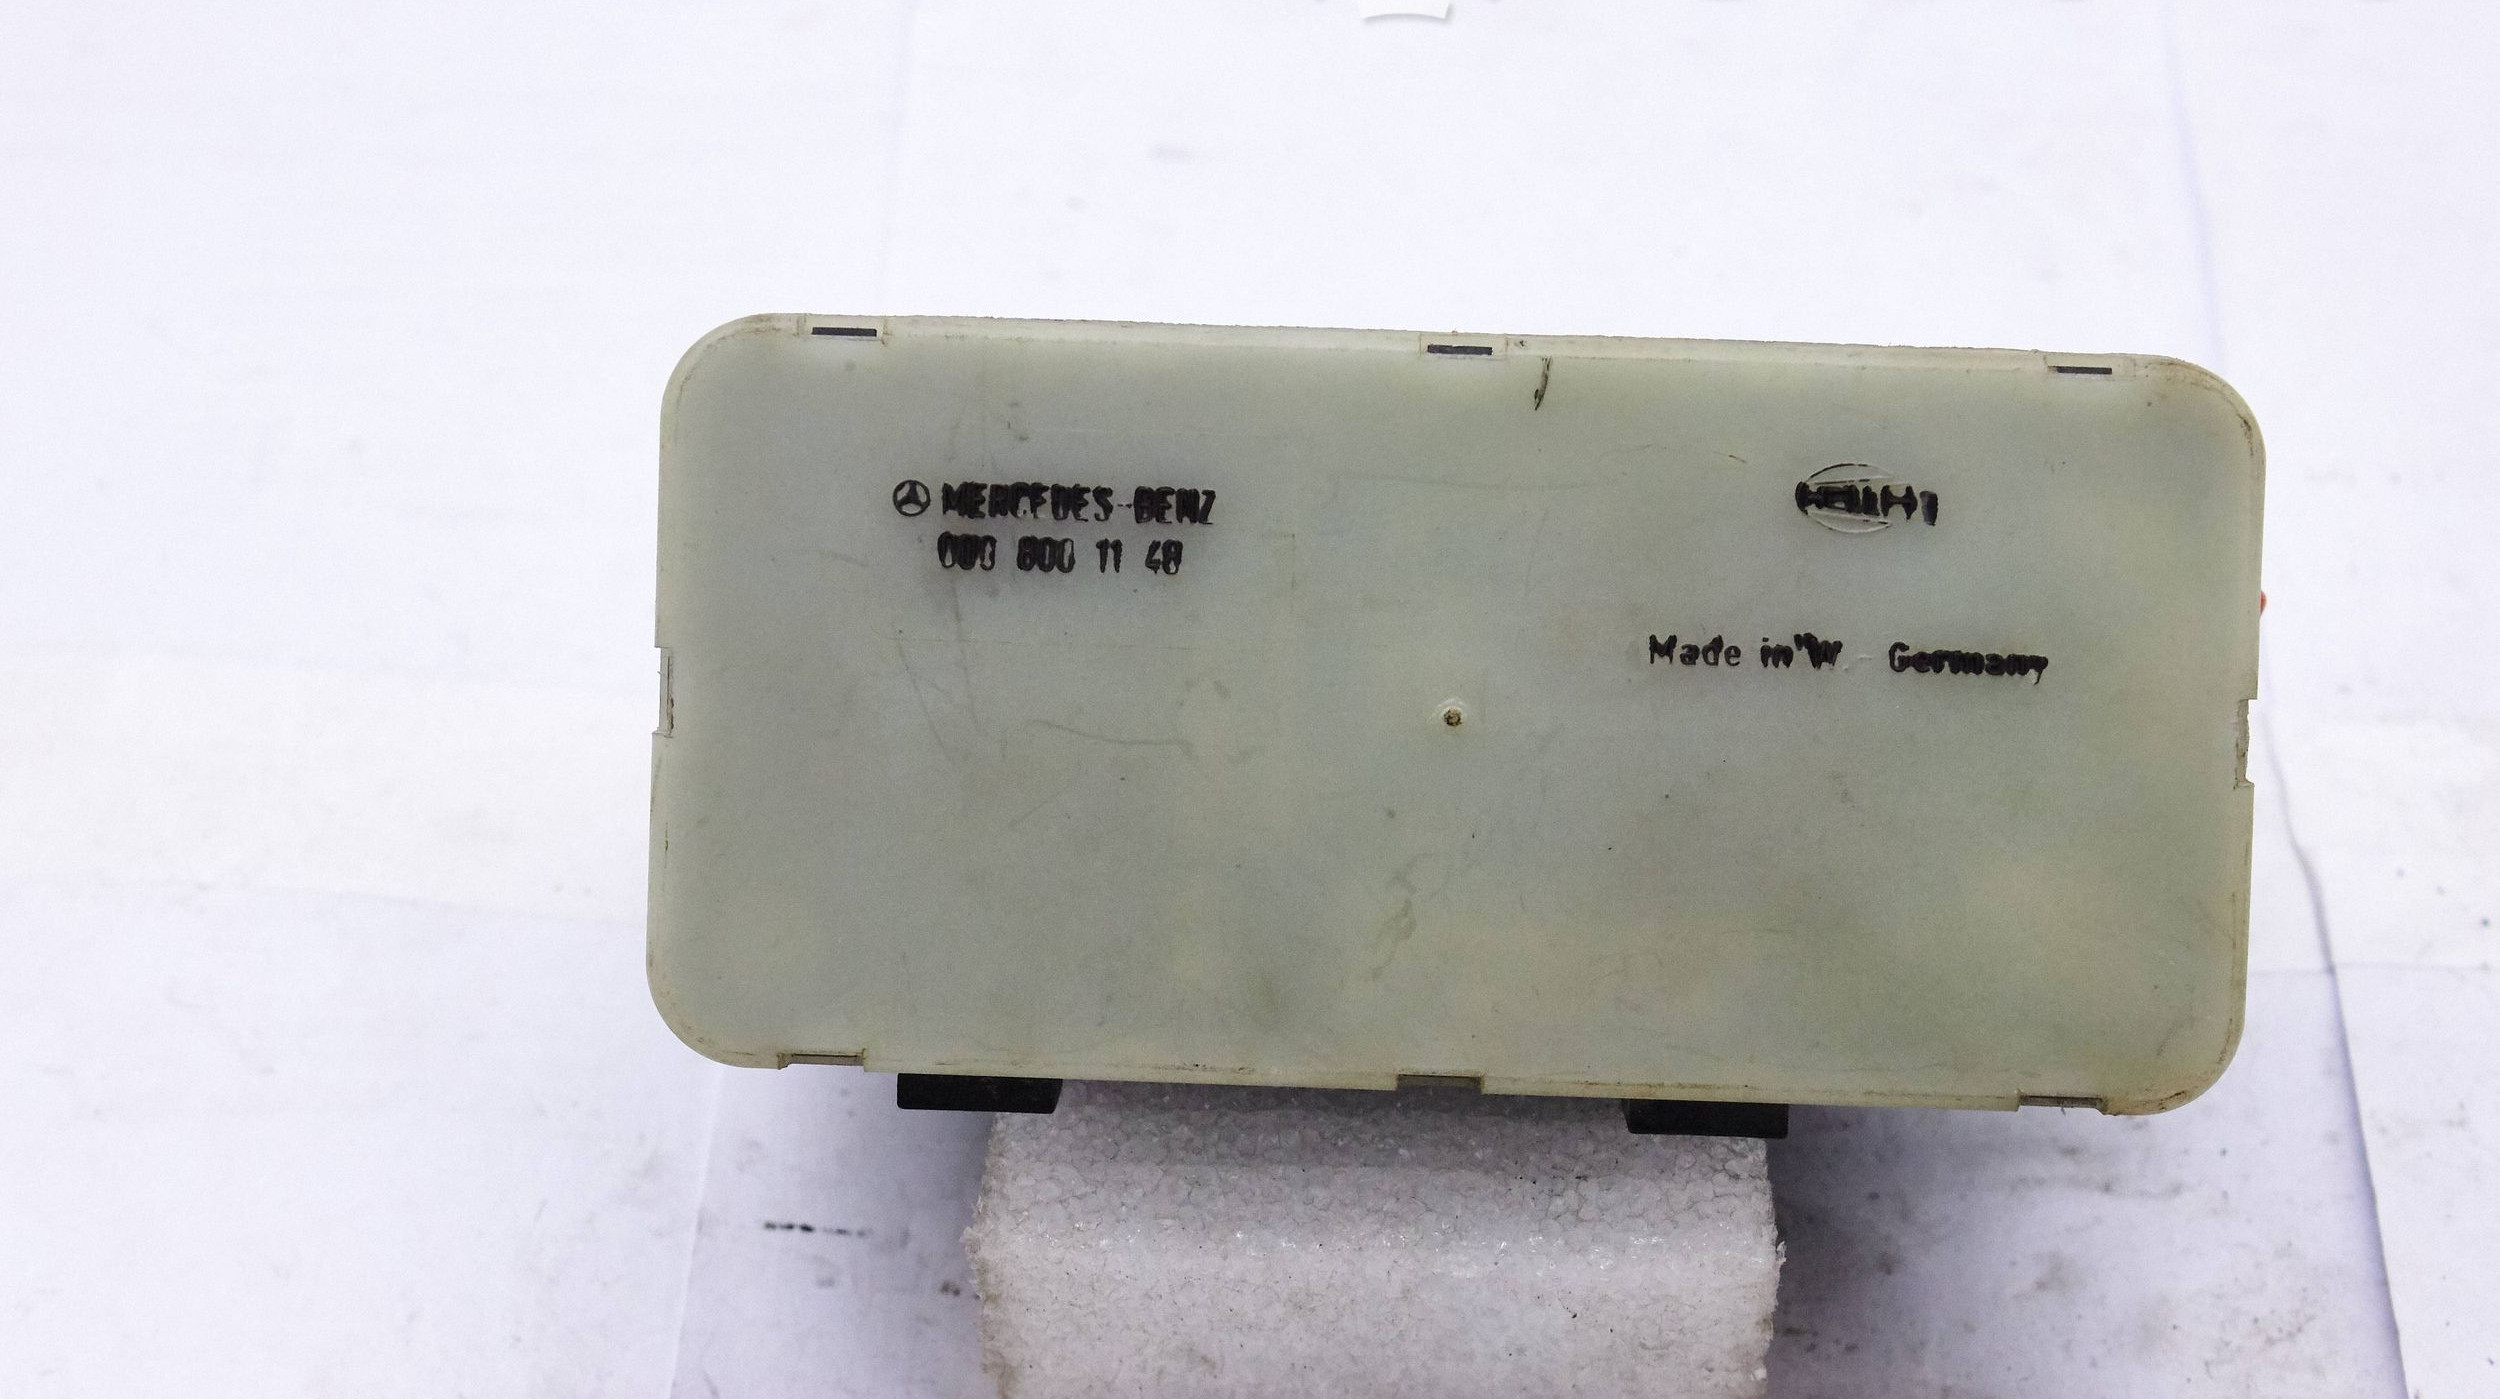 MERCEDES-BENZ
000 800 11 48
HELLA
Made in W. - Germany